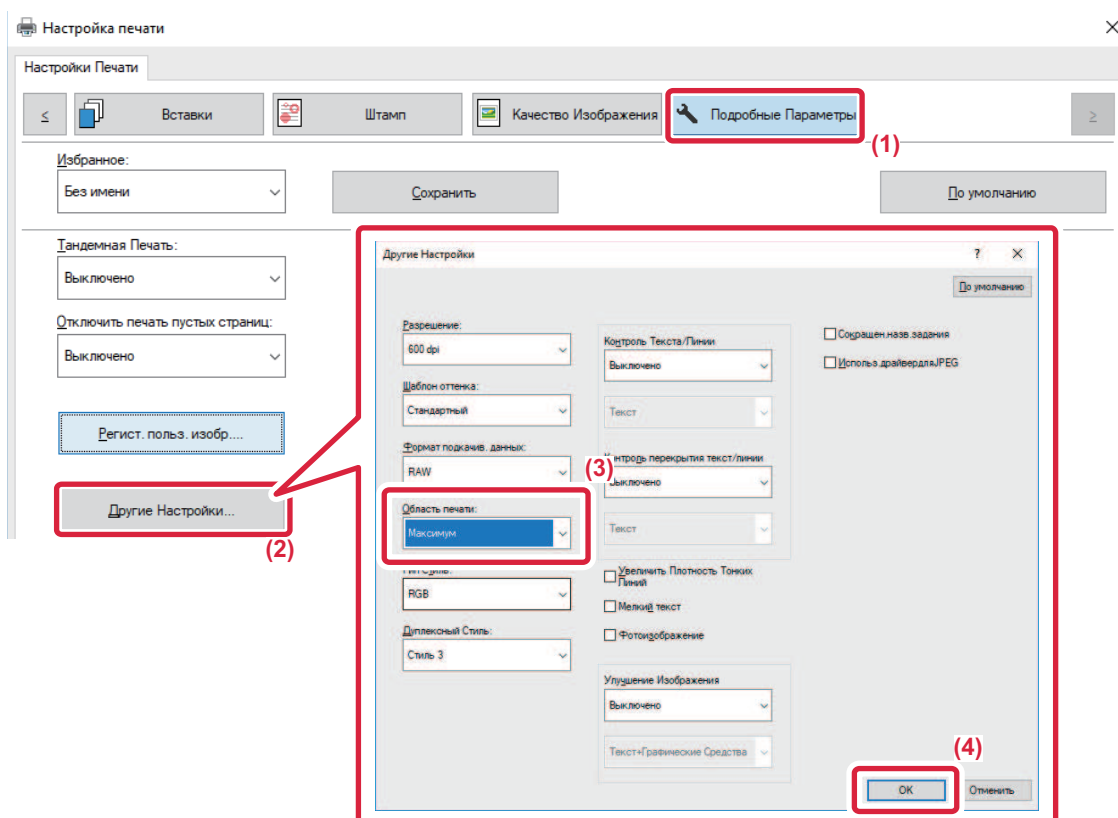 Настройка печати
Настройки Печати
<
Вставки
Штамп
Качество Изображения
Подробные Параметры
>
(1)
Избранное:
Без имени
Сохранить
По умолчанию
Тандемная Печать:
Выключено
Отключить печать пустых страниц:
Выключено
Регист. польз. изобр....
Другие Настройки...
(2)
Другие Настройки
?
По умолчанию
Разрешение:
600 dpi
Шаблон оттенка:
Стандартный
Формат подкачив. данных:
RAW
(3)
Область печати:
Максимум
RGB
Дуплексный Стиль:
Стиль 3
Контроль Текста/Линии
Выключено
Текст
Контроль перекрытия текст/линии
Выключено
Текст
Увеличить Плотность Тонких
Линий
Мелкий текст
Фотоизображение
Улучшение Изображения
Выключено
Текст+Графические Средства
Сокращен.назв.задания
Использ.драйвердляJPEG
(4)
OK
Отменить